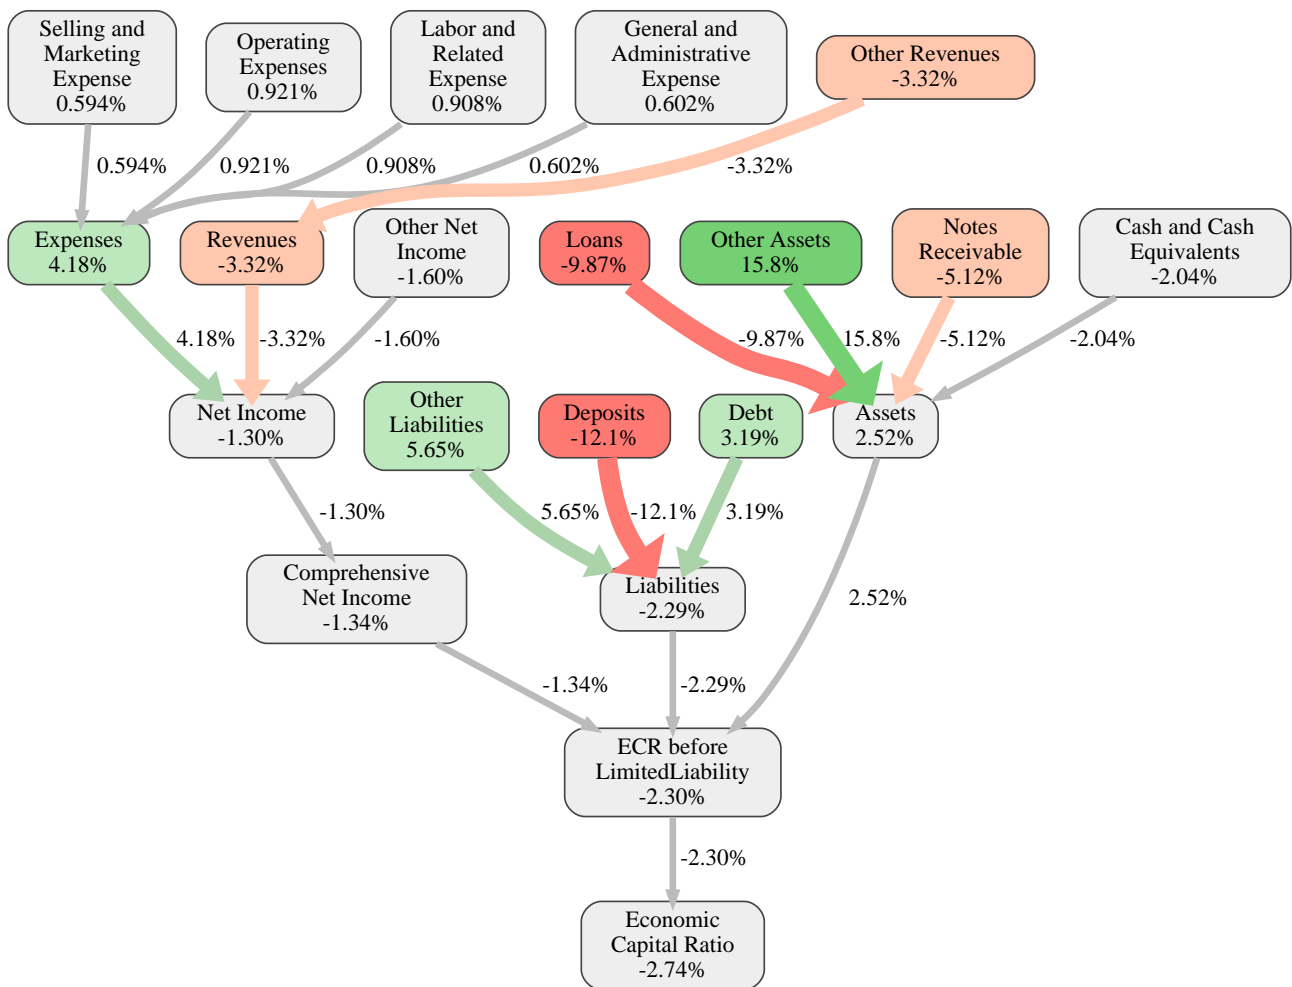 Selling and
Marketing
Expense
0.594%
Operating
Expenses
0.921%
Labor and
Related
Expense
0.908%
General and
Administrative
Expense
0.602%
Other Revenues
-3.32%
0.594%
0.921%
0.908%
0.602%
-3.32%
Expenses
4.18%
Revenues
-3.32%
Other Net
Income
-1.60%
Loans
-9.87%
Other Assets
15.8%
Notes
Receivable
-5.12%
Cash and Cash
Equivalents
-2.04%
4.18%
-3.32%
-1.60%
-9.87%
15.8%
-5.12%
-2.04%
Net Income
-1.30%
Other
Liabilities
5.65%
Deposits
-12.1%
Debt
3.19%
Assets
2.52%
-1.30%
5.65%
-12.1%
3.19%
Comprehensive
Net Income
-1.34%
Liabilities
-2.29%
2.52%
-1.34%
-2.29%
ECR before
LimitedLiability
-2.30%
-2.30%
Economic
Capital Ratio
-2.74%